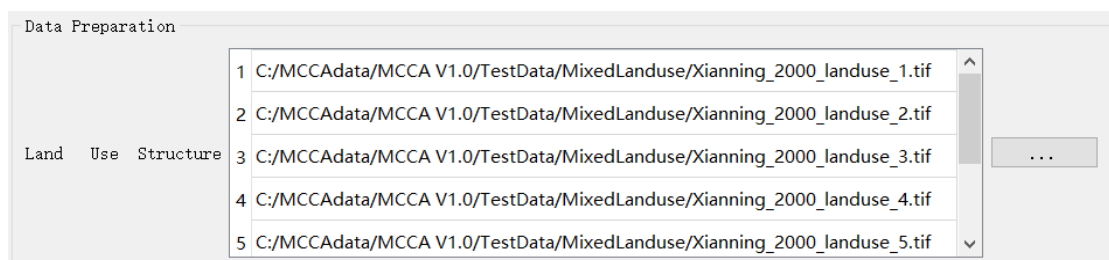 Data Preparation
1 C:/MCCAdata/MCCA V1.0/TestData/MixedLanduse/Xianning_2000_landuse_1.tif
2 C:/MCCAdata/MCCA V1.0/TestData/MixedLanduse/Xianning_2000_landuse_2.tif
Land Use Structure 3 C:/MCCAdata/MCCA V1.0/TestData/MixedLanduse/Xianning_2000_landuse_3.tif ...
4 C:/MCCAdata/MCCA V1.0/TestData/MixedLanduse/Xianning_2000_landuse_4.tif
5 C:/MCCAdata/MCCA V1.0/TestData/MixedLanduse/Xianning_2000_landuse_5.tif